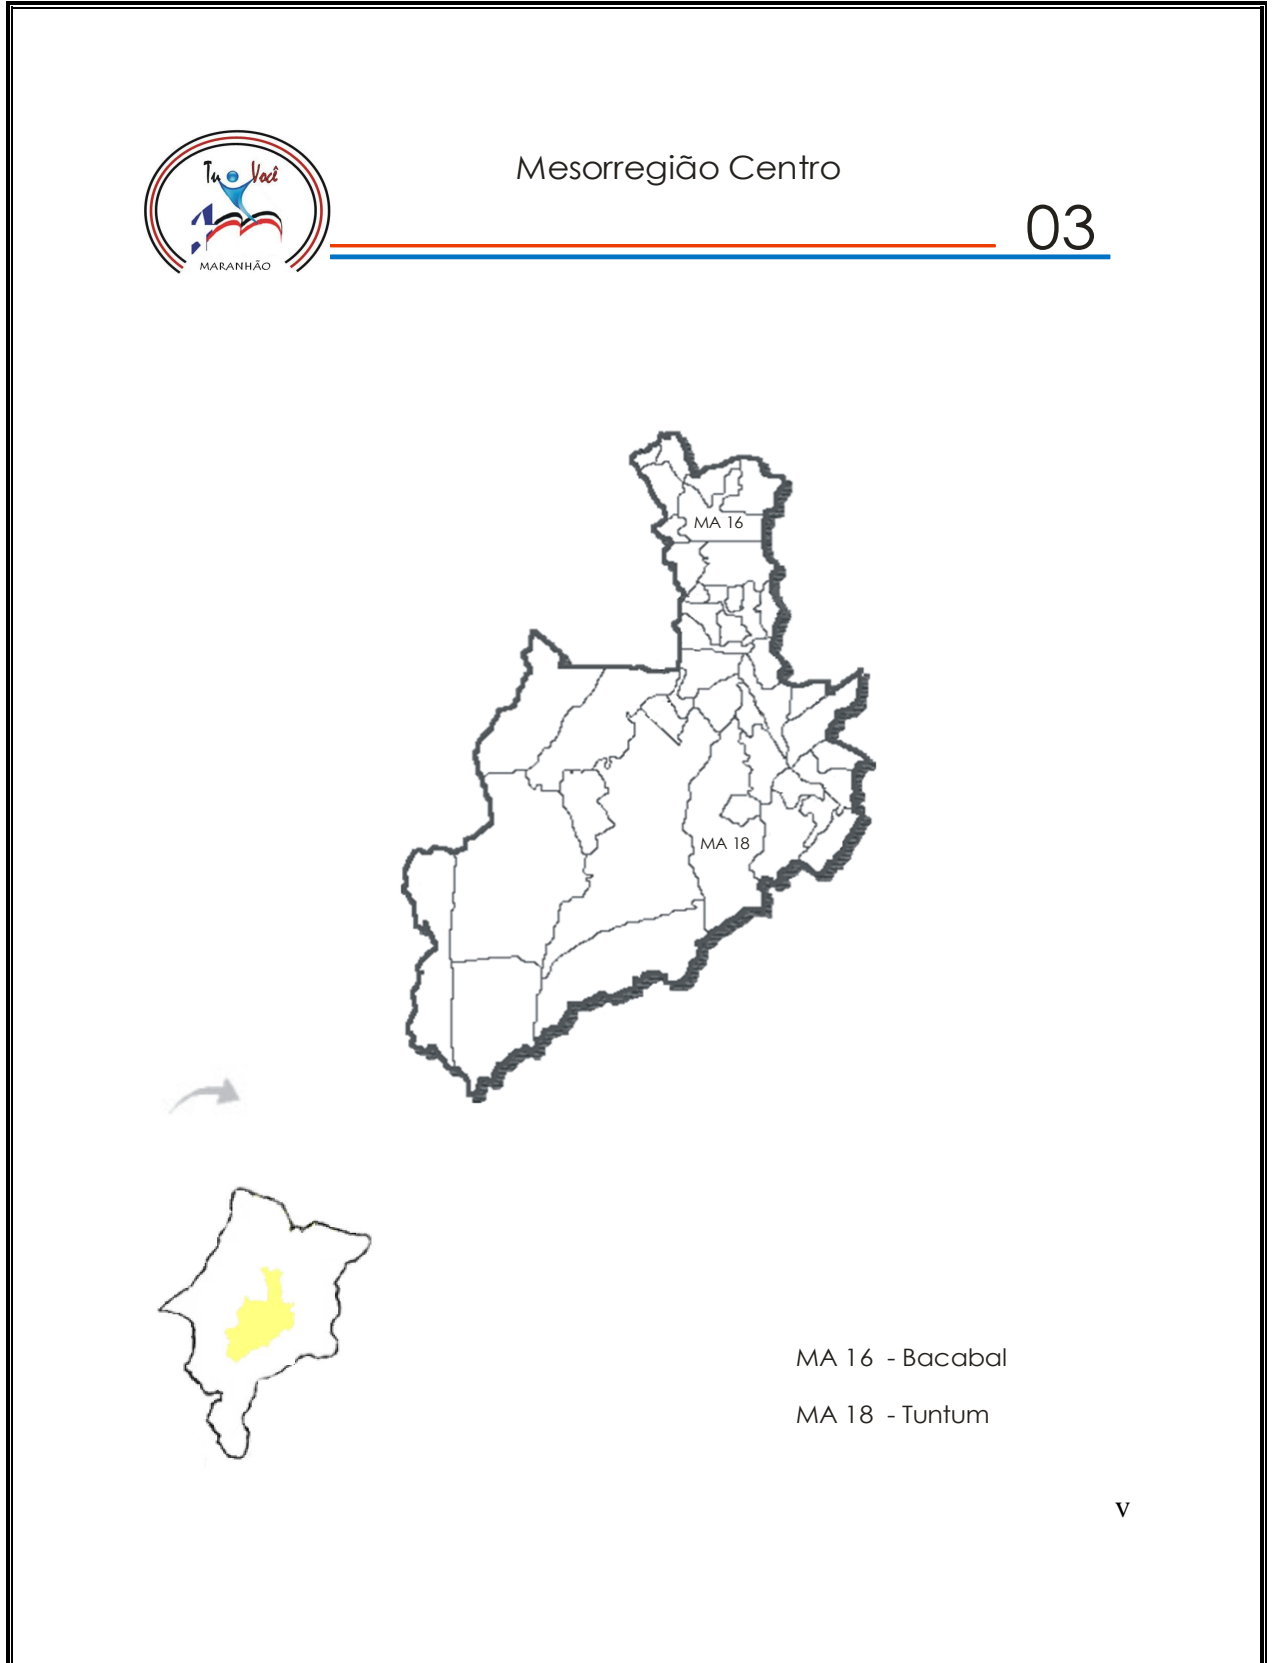 Tu Você
MARANHÃO
Mesorregião Centro
03
MA 16
MA 18
MA 16 - Bacabal
MA 18 - Tuntum
v